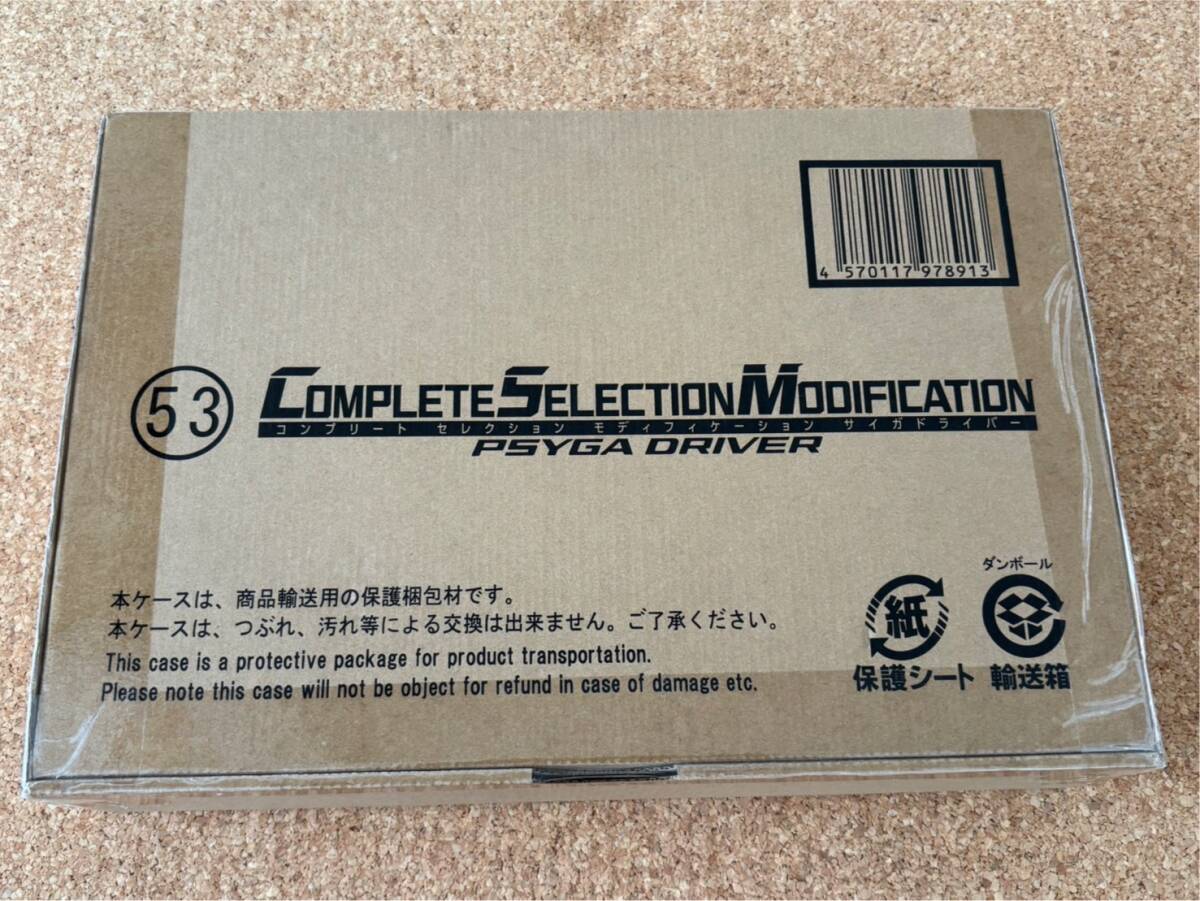 4 570117 978913
53
COMPLETE SELECTION MODIFICATION
コンプリート セレクション モディフィケーション サイガドライバー
PSYGA DRIVER
本ケースは、商品輸送用の保護梱包材です。
本ケースは、つぶれ、汚れ等による交換は出来ません。ご了承ください。
This case is a protective package for product transportation.
Please note this case will not be object for refund in case of damage etc.
紙
保護シート
ダンボール
輸送箱